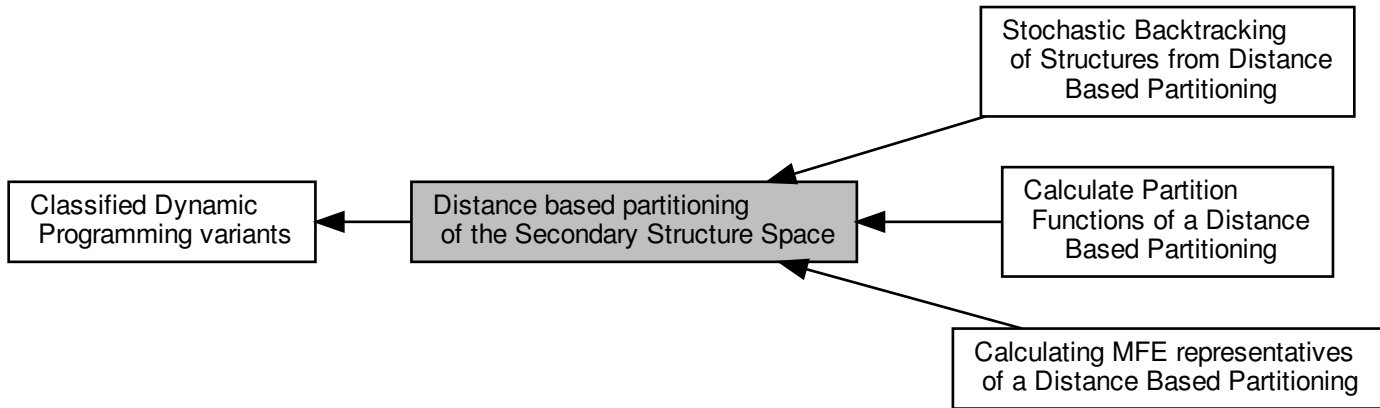 Stochastic Backtracking
of Structures from Distance
Based Partitioning
Classified Dynamic
Programming variants
Distance based partitioning
of the Secondary Structure Space
Calculate Partition
Functions of a Distance
Based Partitioning
Calculating MFE representatives
of a Distance Based Partitioning